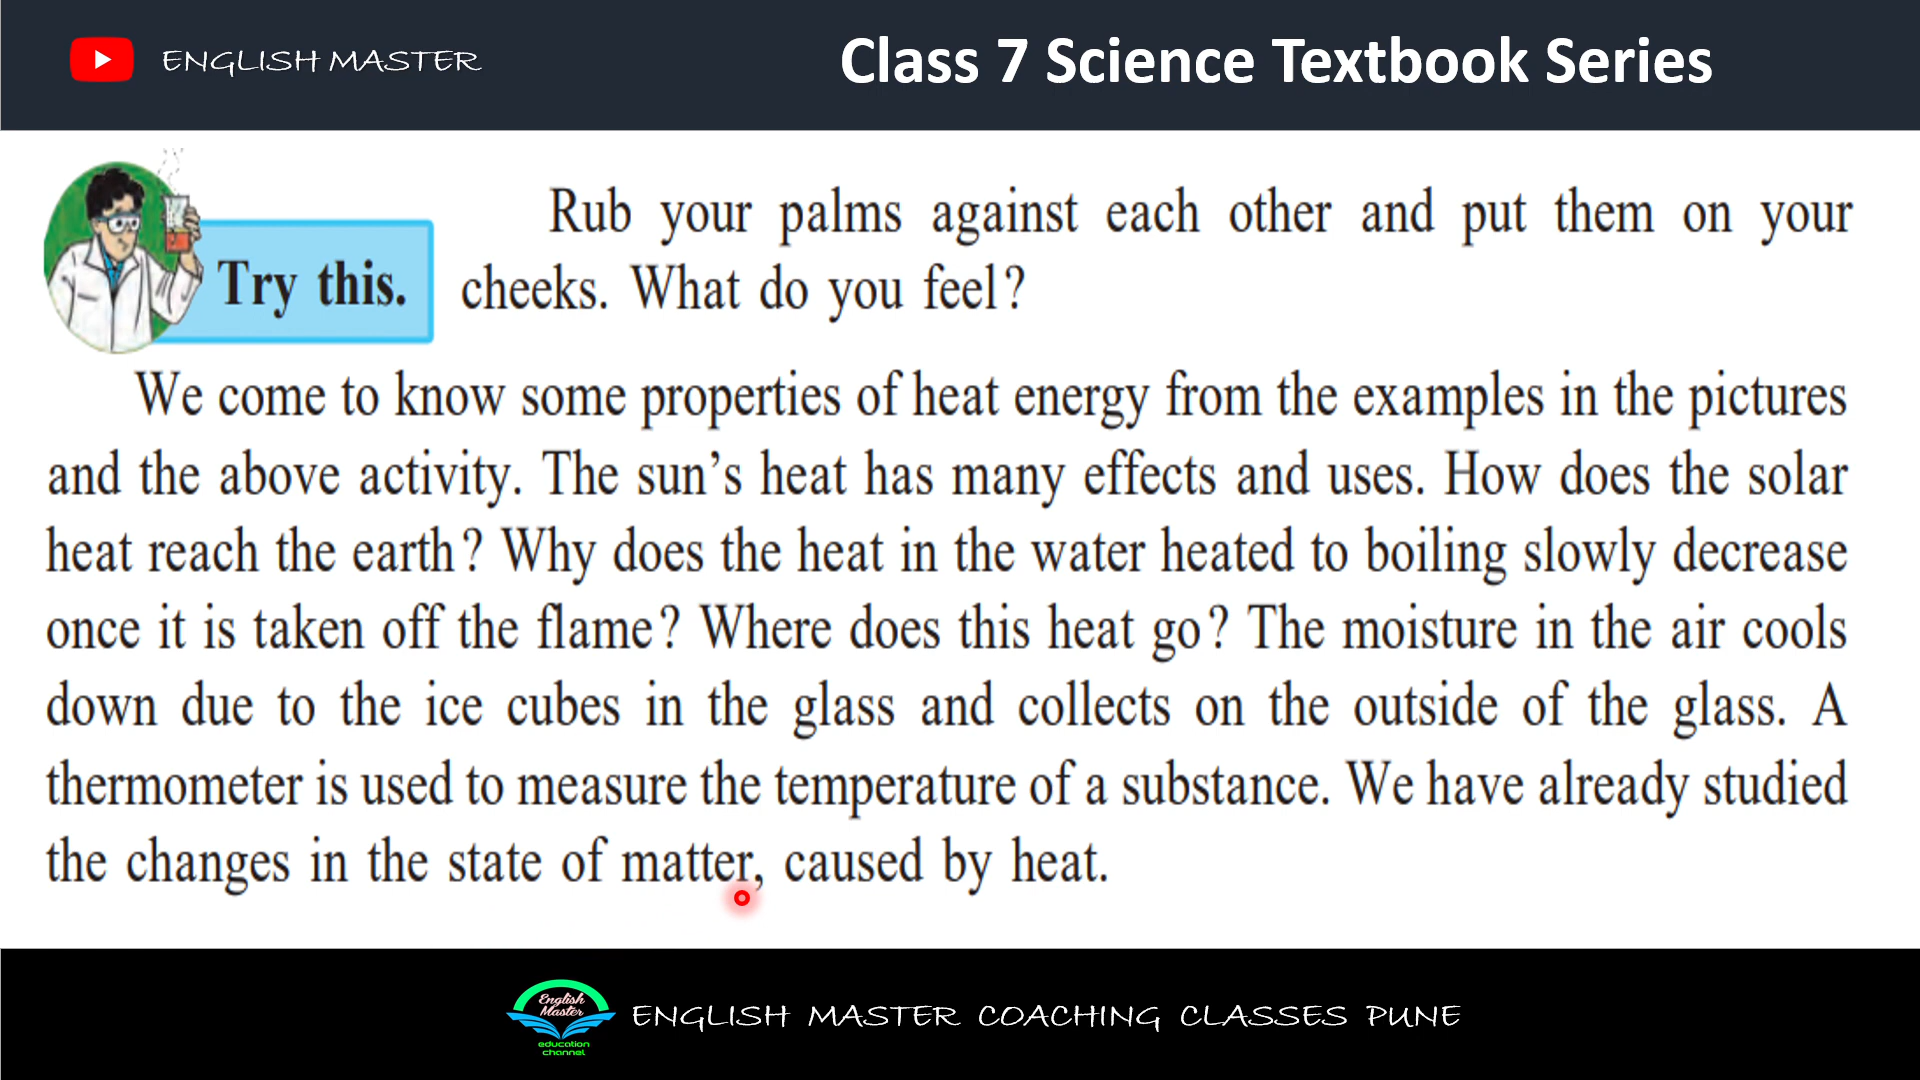 ENGLISH MASTER
Class 7 Science Textbook Series
Try this.
Rub your palms against each other and put them on your
cheeks. What do you feel?
We come to know some properties of heat energy from the examples in the pictures
and the above activity. The sun's heat has many effects and uses. How does the solar
heat reach the earth? Why does the heat in the water heated to boiling slowly decrease
once it is taken off the flame? Where does this heat go? The moisture in the air cools
down due to the ice cubes in the glass and collects on the outside of the glass. A
thermometer is used to measure the temperature of a substance. We have already studied
the changes in the state of matter, caused by heat.
English
Master
education
channel
ENGLISH MASTER COACHING CLASSES PUNE